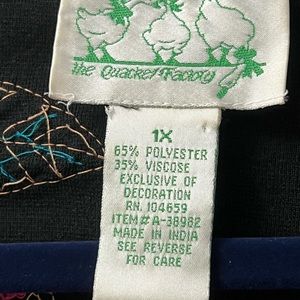 The Quacker Factory
1X
65% POLYESTER
35% VISCOSE
EXCLUSIVE OF
DECORATION
RN. 104659
ITEM# A-38982
MADE IN INDIA
SEE REVERSE
FOR CARE